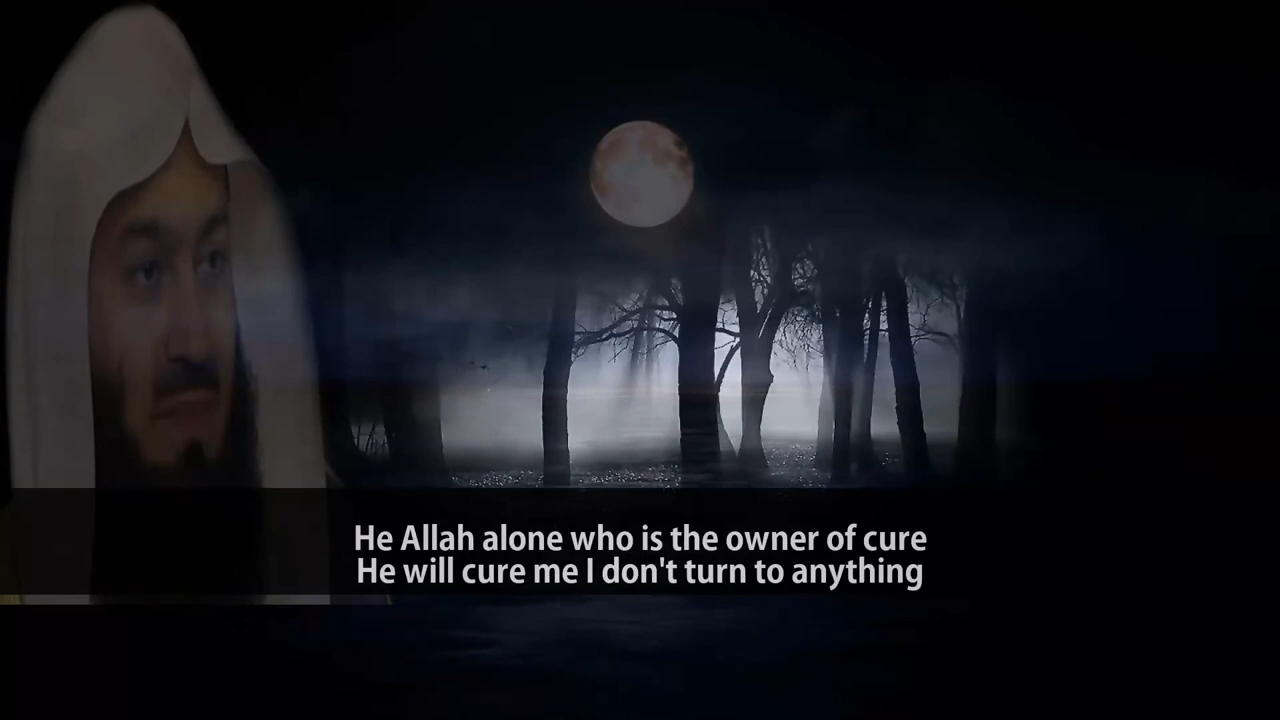 He Allah alone who is the owner of cure
He will cure me I don't turn to anything